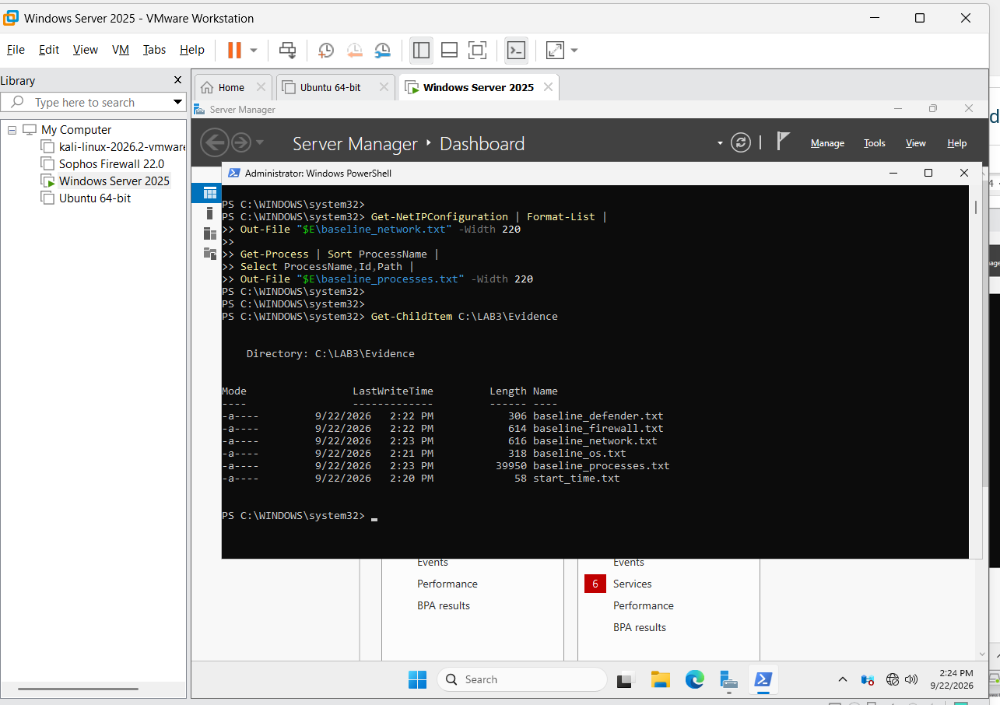 Windows Server 2025 - VMware Workstation
File Edit View VM Tabs Help
Library
Type here to search
My Computer
kali-linux-2026.2-vmware
Sophos Firewall 22.0
Windows Server 2025
Ubuntu 64-bit
Home Ubuntu 64-bit Windows Server 2025
Server Manager
Server Manager Dashboard
Manage Tools View Help
Administrator: Windows PowerShell
PS C:\WINDOWS\system32>
PS C:\WINDOWS\system32> Get-NetIPConfiguration | Format-List |
>> Out-File "$E\baseline_network.txt" -Width 220
>>
>> Get-Process | Sort ProcessName |
>> Select ProcessName,Id,Path |
>> Out-File "$E\baseline_processes.txt" -Width 220
PS C:\WINDOWS\system32>
PS C:\WINDOWS\system32>
PS C:\WINDOWS\system32> Get-ChildItem C:\LAB3\Evidence
Directory: C:\LAB3\Evidence
Mode LastWriteTime Length Name
---- ------------- ------ ----
-a---- 9/22/2026 2:22 PM 306 baseline_defender.txt
-a---- 9/22/2026 2:22 PM 614 baseline_firewall.txt
-a---- 9/22/2026 2:23 PM 616 baseline_network.txt
-a---- 9/22/2026 2:21 PM 318 baseline_os.txt
-a---- 9/22/2026 2:23 PM 39950 baseline_processes.txt
-a---- 9/22/2026 2:20 PM 58 start_time.txt
PS C:\WINDOWS\system32>
Events
Performance
BPA results
Events
6 Services
Performance
BPA results
Search
2:24 PM
9/22/2026